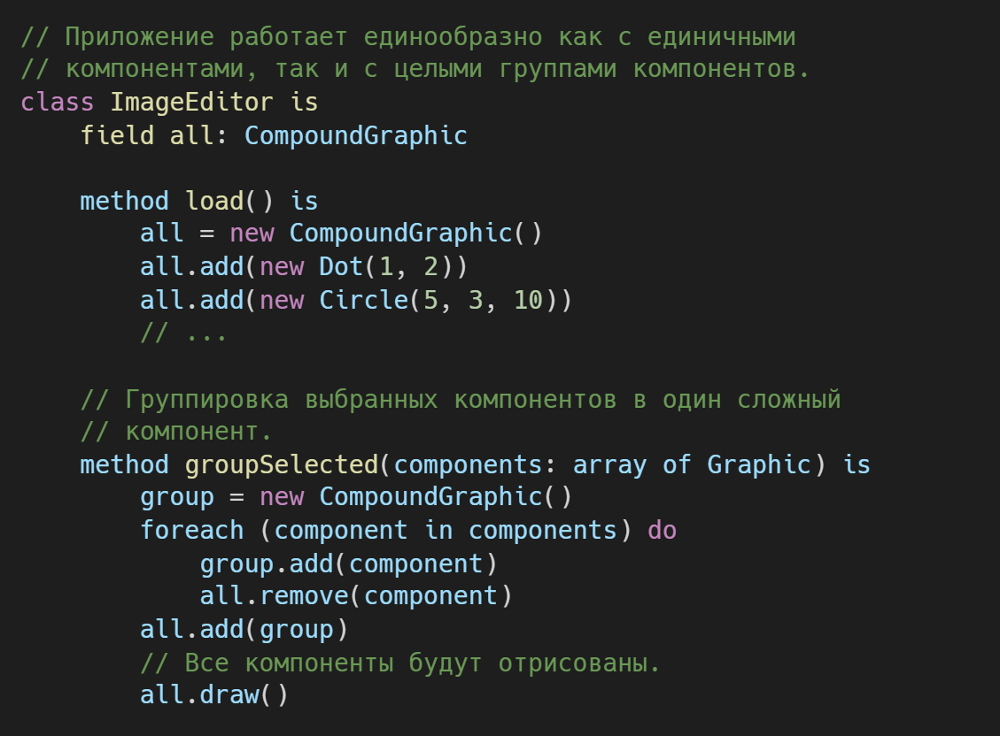 // Приложение работает единообразно как с единичными
// компонентами, так и с целыми группами компонентов.
class ImageEditor is
    field all: CompoundGraphic

    method load() is
        all = new CompoundGraphic()
        all.add(new Dot(1, 2))
        all.add(new Circle(5, 3, 10))
        // ...

    // Группировка выбранных компонентов в один сложный
    // компонент.
    method groupSelected(components: array of Graphic) is
        group = new CompoundGraphic()
        foreach (component in components) do
            group.add(component)
            all.remove(component)
        all.add(group)
        // Все компоненты будут отрисованы.
        all.draw()